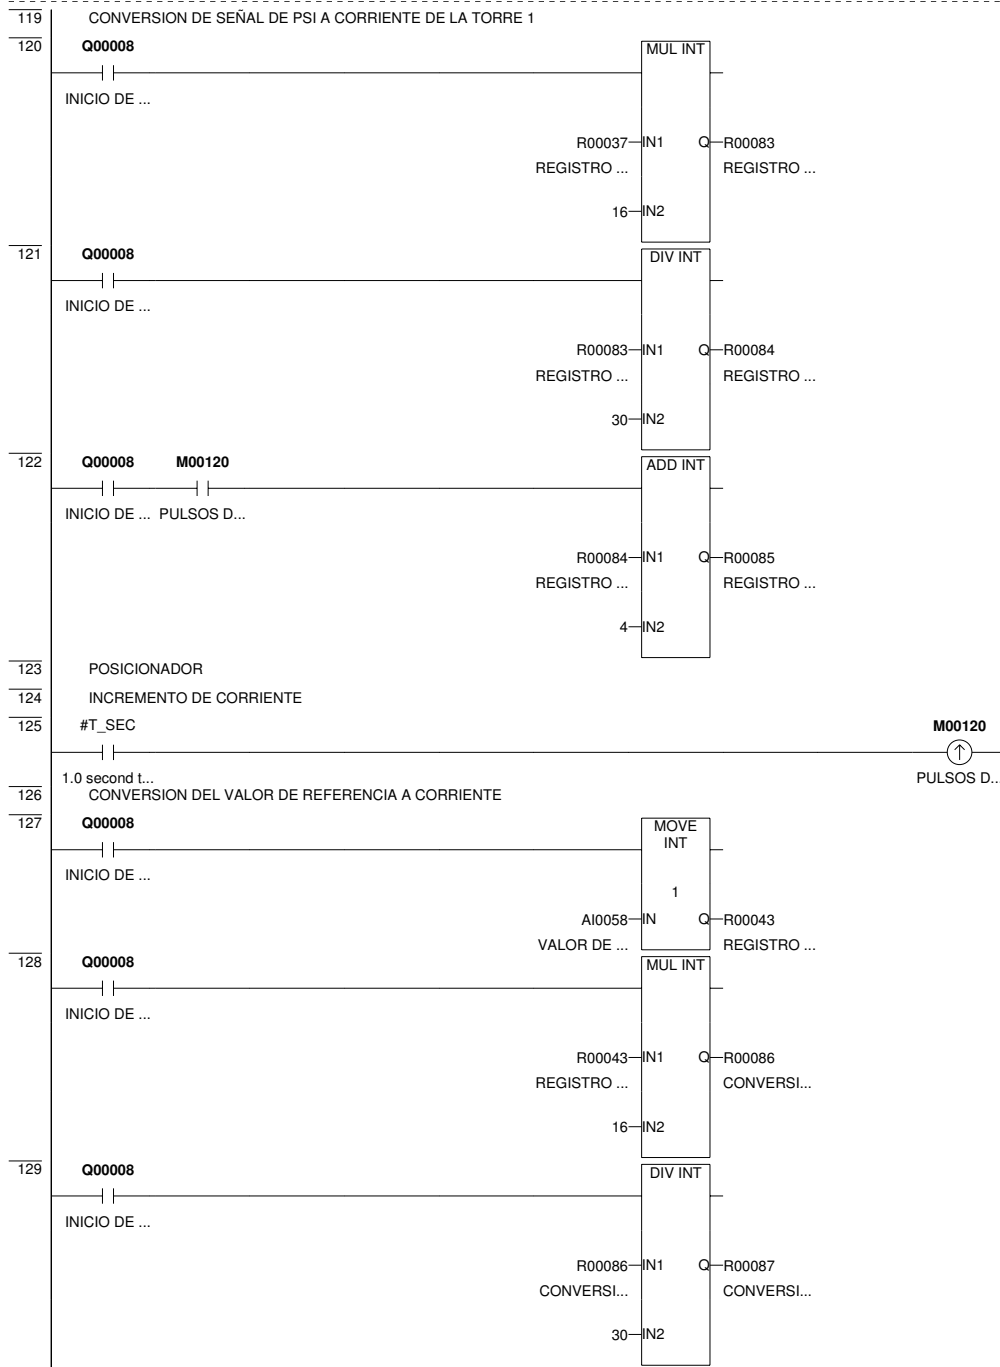 119 CONVERSION DE SEÑAL DE PSI A CORRIENTE DE LA TORRE 1
120 Q00008 MUL INT
INICIO DE ...
R00037 IN1 Q R00083
REGISTRO ... REGISTRO ...
16 IN2
121 Q00008 DIV INT
INICIO DE ...
R00083 IN1 Q R00084
REGISTRO ... REGISTRO ...
30 IN2
122 Q00008 M00120 ADD INT
INICIO DE ... PULSOS D...
R00084 IN1 Q R00085
REGISTRO ... REGISTRO ...
4 IN2
123 POSICIONADOR
124 INCREMENTO DE CORRIENTE
125 #T_SEC M00120
1.0 second t... PULSOS D...
126 CONVERSION DEL VALOR DE REFERENCIA A CORRIENTE
127 Q00008 MOVE
INT
INICIO DE ...
1
AI0058 IN Q R00043
VALOR DE ... REGISTRO ...
128 Q00008 MUL INT
INICIO DE ...
R00043 IN1 Q R00086
REGISTRO ... CONVERSI...
16 IN2
129 Q00008 DIV INT
INICIO DE ...
R00086 IN1 Q R00087
CONVERSI... CONVERSI...
30 IN2